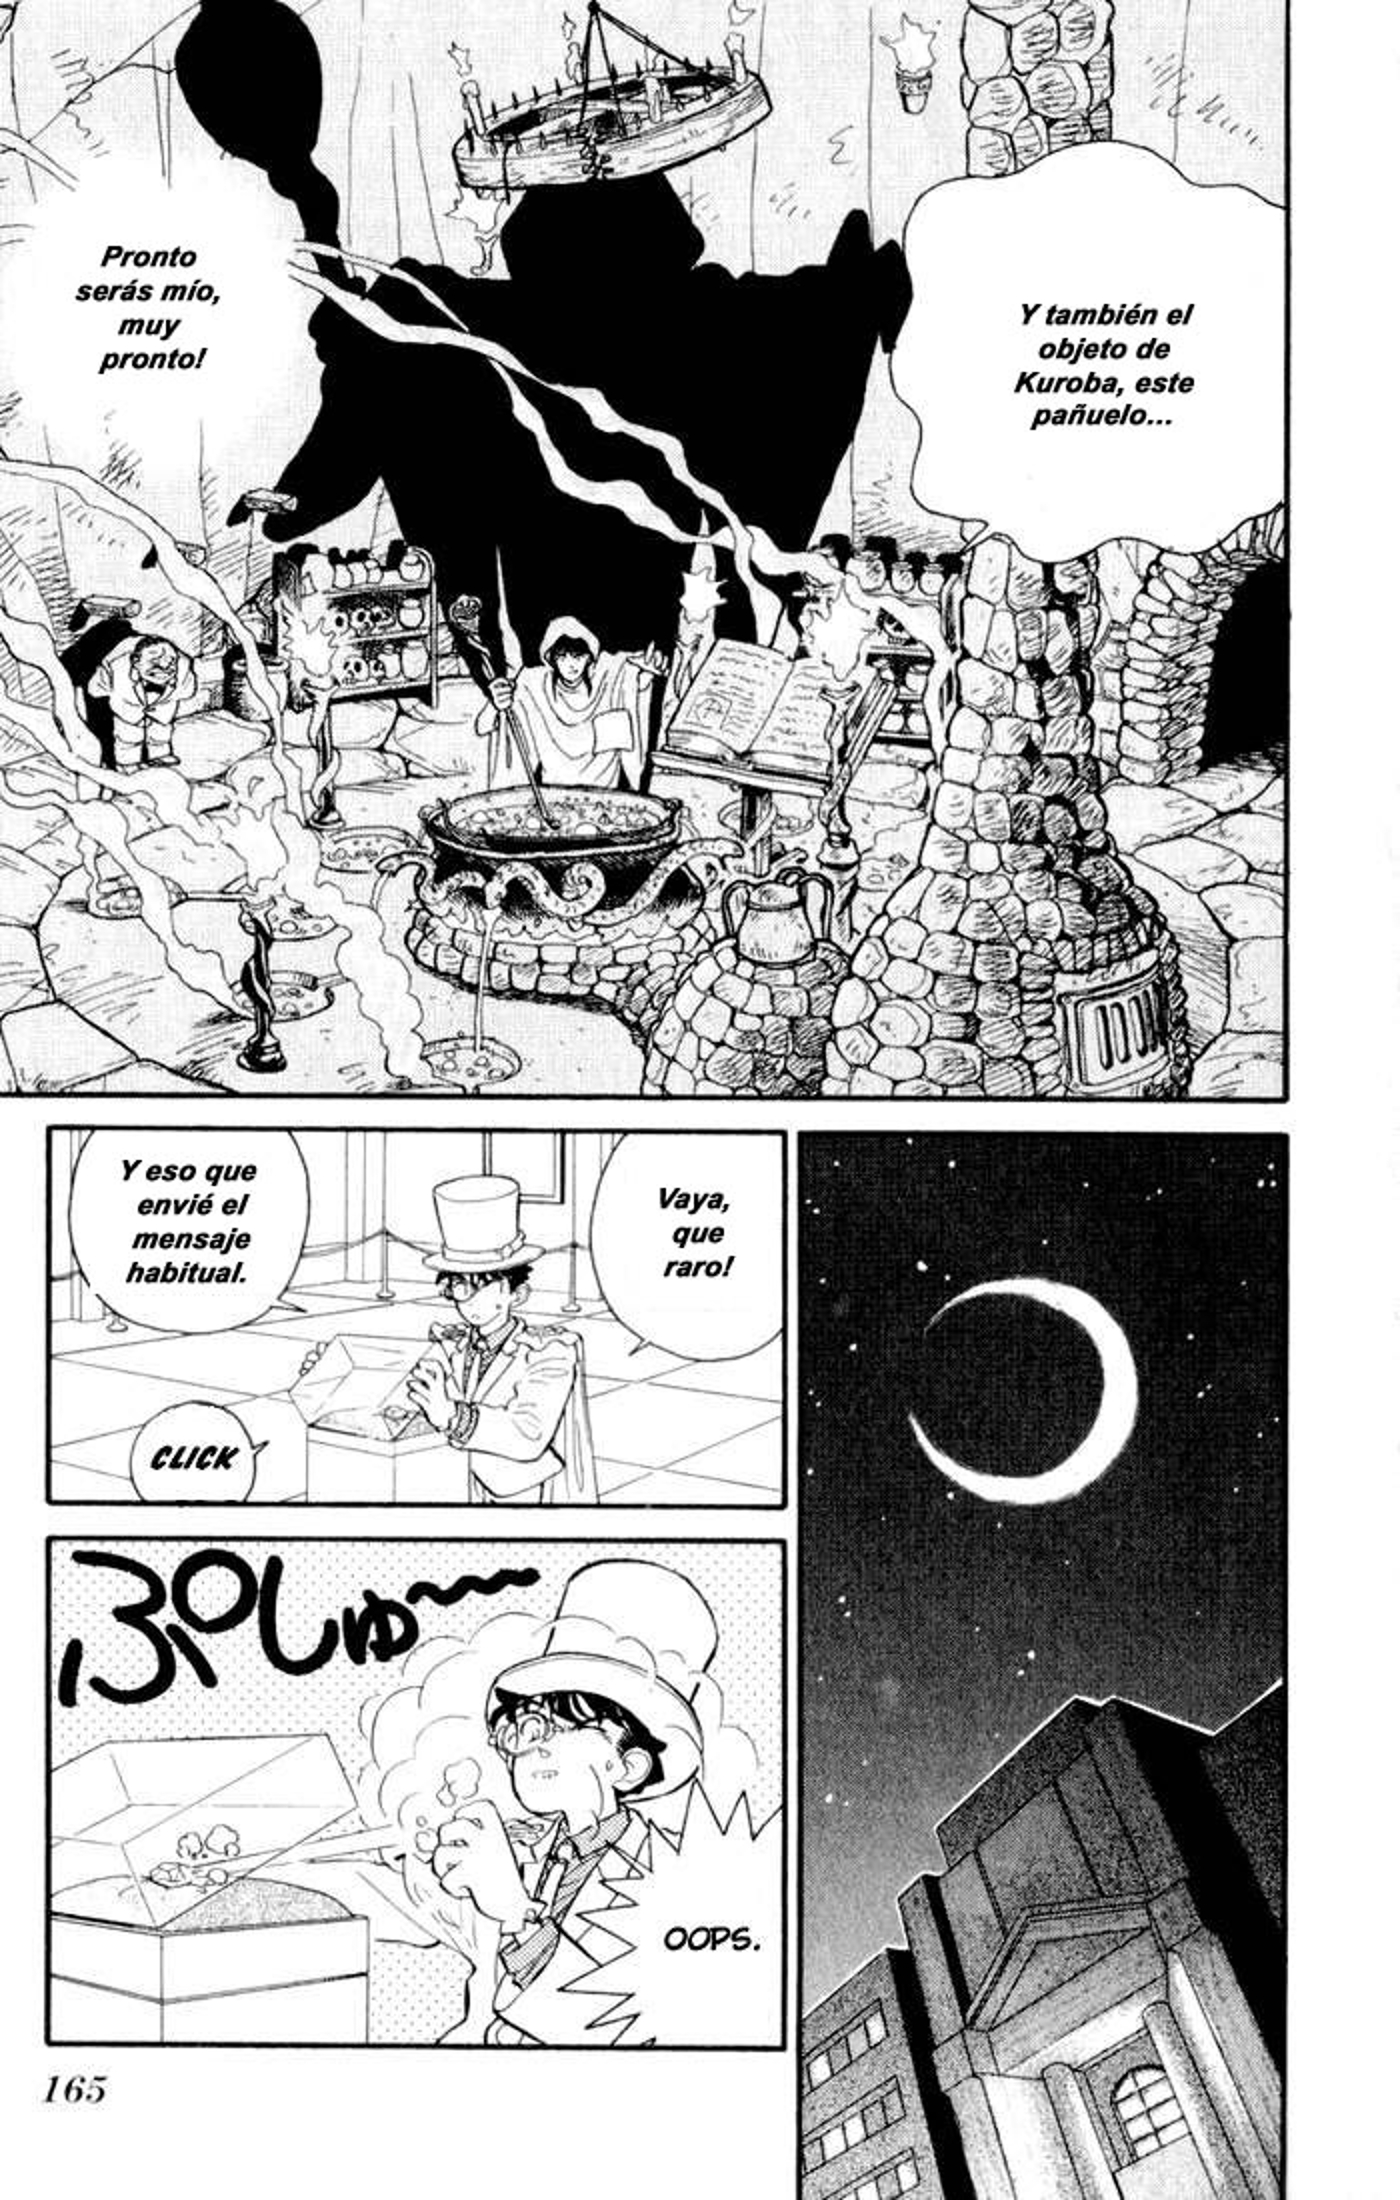 Y también el
objeto de
Kuroba, este
pañuelo...
Pronto
serás mío,
muy
pronto!
Vaya,
que
raro!
Y eso que
envié el
mensaje
habitual.
CLICK
ぷしゅ〜〜
OOPS.
165